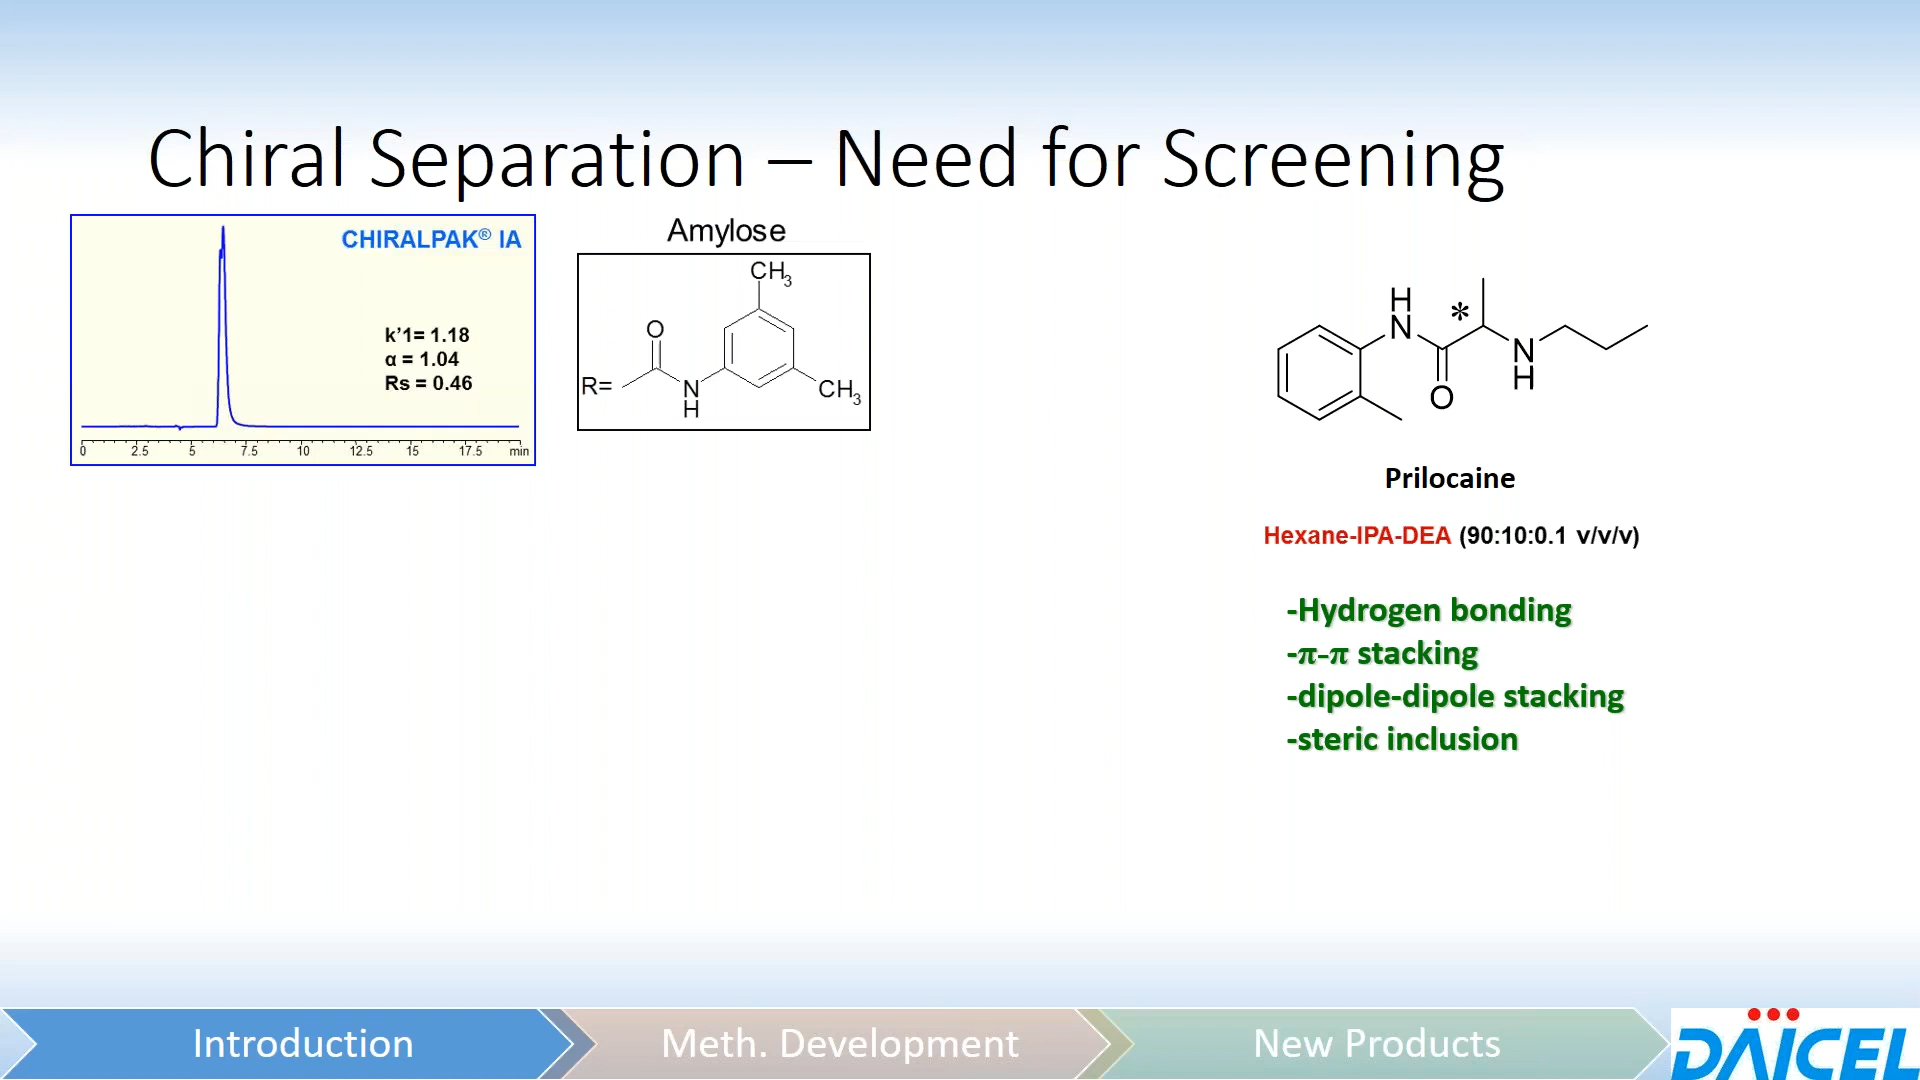 Chiral Separation – Need for Screening
CHIRALPAK® IA
k’1= 1.18
α = 1.04
Rs = 0.46
0 2.5 5 7.5 10 12.5 15 17.5 min
Amylose
CH3
O
R=
N
H
CH3
H
N
*
O
N
H
Prilocaine
Hexane-IPA-DEA (90:10:0.1 v/v/v)
-Hydrogen bonding
-π-π stacking
-dipole-dipole stacking
-steric inclusion
Introduction
Meth. Development
New Products
DAICEL